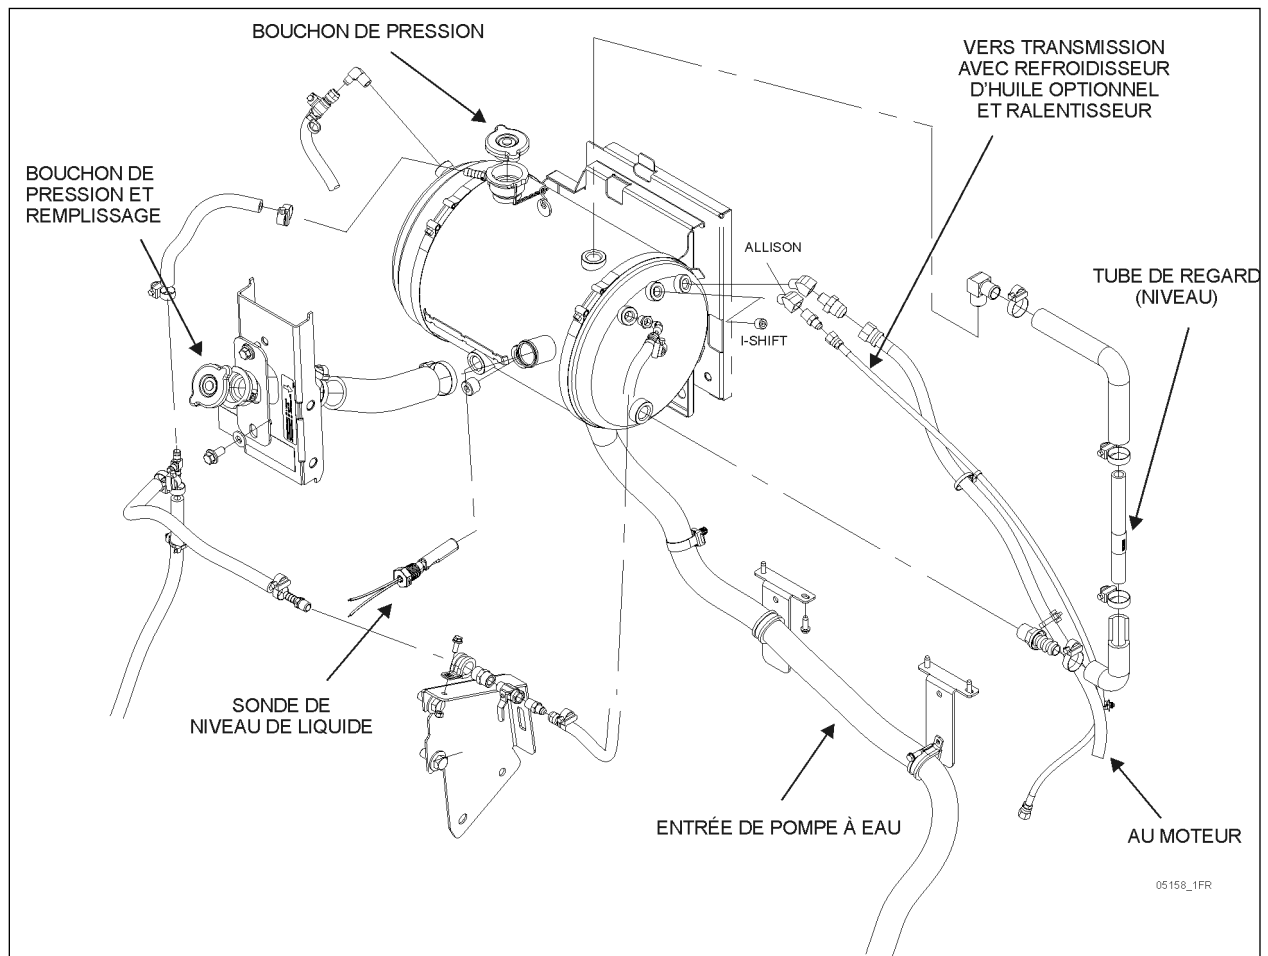 BOUCHON DE PRESSION
VERS TRANSMISSION
AVEC REFROIDISSEUR
D'HUILE OPTIONNEL
ET RALENTISSEUR
BOUCHON DE
PRESSION ET
REMPLISSAGE
ALLISON
TUBE DE REGARD
(NIVEAU)
I-SHIFT
SONDE DE
NIVEAU DE LIQUIDE
ENTRÉE DE POMPE À EAU
AU MOTEUR
05158_1FR